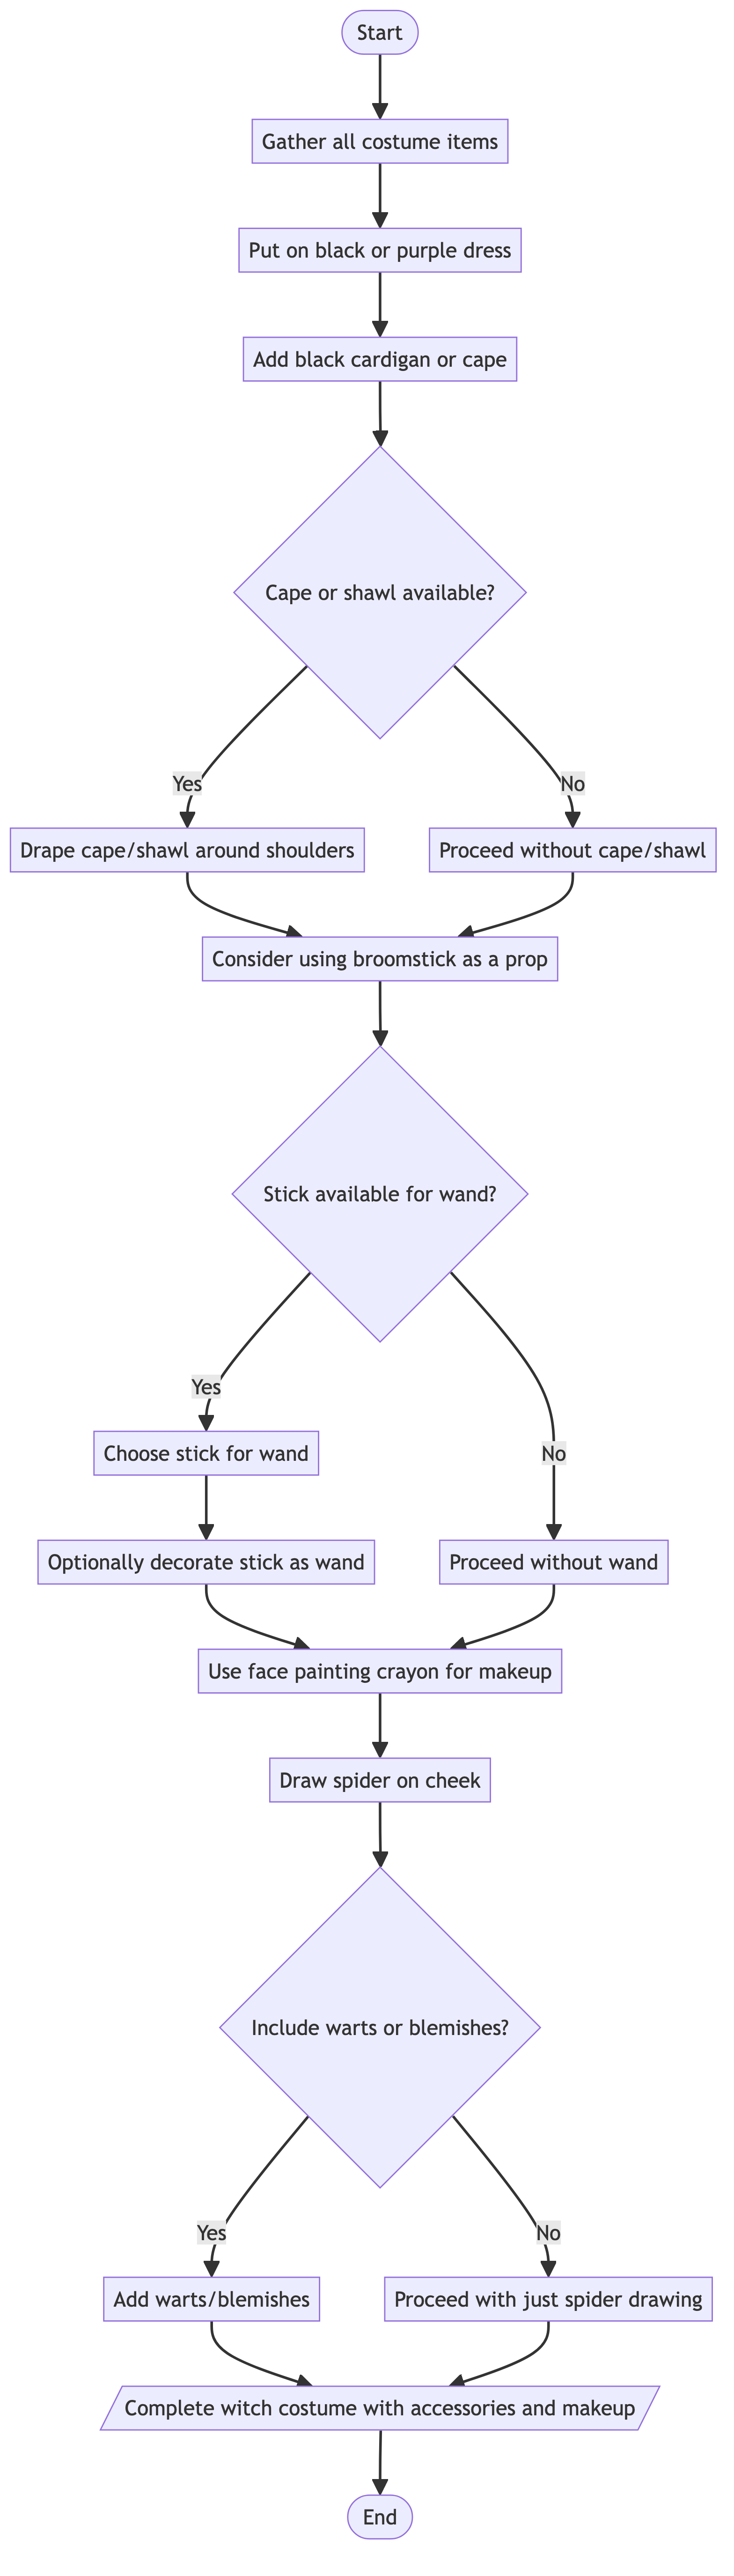 Start
Gather all costume items
Put on black or purple dress
Add black cardigan or cape
Cape or shawl available?
Yes
No
Drape cape/shawl around shoulders
Proceed without cape/shawl
Consider using broomstick as a prop
Stick available for wand?
Yes
Choose stick for wand
No
Optionally decorate stick as wand
Proceed without wand
Use face painting crayon for makeup
Draw spider on cheek
Include warts or blemishes?
Yes
No
Add warts/blemishes
Proceed with just spider drawing
Complete witch costume with accessories and makeup
End